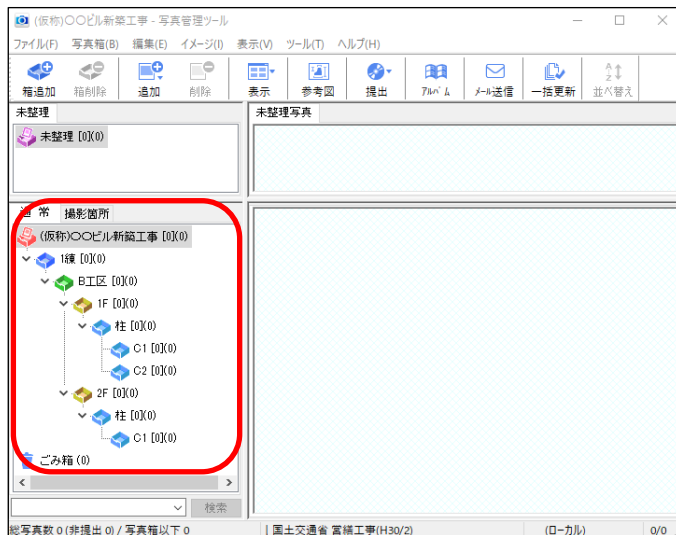 (仮称)〇〇ビル新築工事 - 写真管理ツール
ファイル(F) 写真箱(B) 編集(E) イメージ(I) 表示(V) ツール(T) ヘルプ(H)
箱追加 箱削除 追加 削除 表示 参考図 提出 ｱﾙﾊﾞﾑ ﾒｰﾙ送信 一括更新 並べ替え
未整理 未整理写真
未整理 [0](0)
通 常 撮影箇所
(仮称)〇〇ビル新築工事 [0](0)
1棟 [0](0)
B工区 [0](0)
1F [0](0)
柱 [0](0)
C1 [0](0)
C2 [0](0)
2F [0](0)
柱 [0](0)
C1 [0](0)
ごみ箱 (0)
検索
総写真数 0 (非提出 0) / 写真箱以下 0 国土交通省 営繕工事(H30/2) (ローカル) 0/0